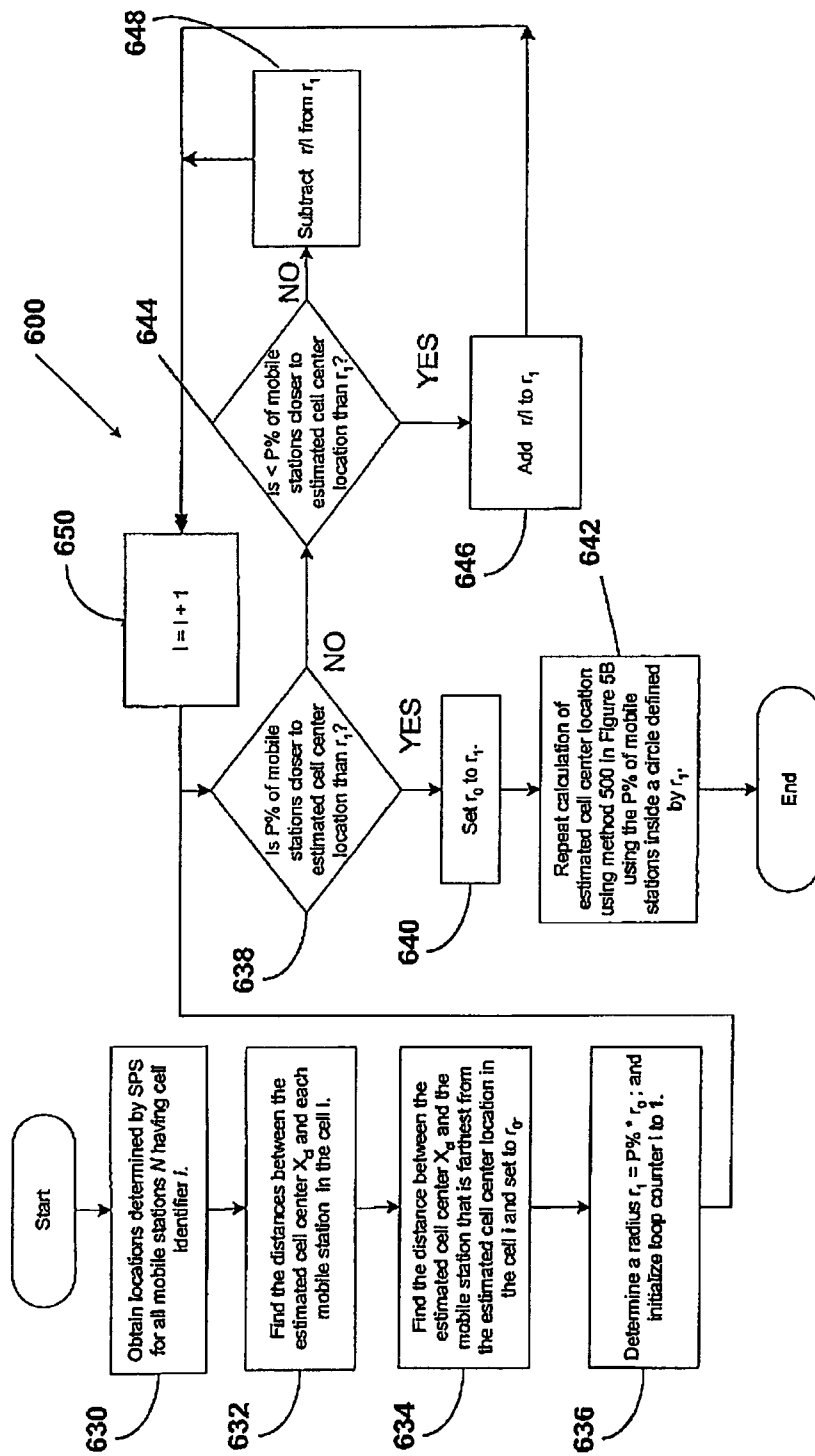 Start
630
Obtain locations determined by SPS
for all mobile stations N having cell
identifier i.
632
Find the distances between the
estimated cell center Xci and each
mobile station in the cell i.
634
Find the distance between the
estimated cell center Xci and the
mobile station that is farthest from
the estimated cell center location in
the cell i and set to r0.
636
Determine a radius r1 = P% * r0 ; and
initialize loop counter l to 1.
600
650
l = l + 1
638
Is P% of mobile
stations closer to
estimated cell center
location than r1?
NO
YES
640
Set r0 to r1.
642
Repeat calculation of
estimated cell center location
using method 500 in Figure 5B
using the P% of mobile
stations inside a circle defined
by r1.
End
644
Is < P% of mobile
stations closer to
estimated cell center
location than r1?
NO
YES
646
Add r/l to r1
648
Subtract r/l from r1